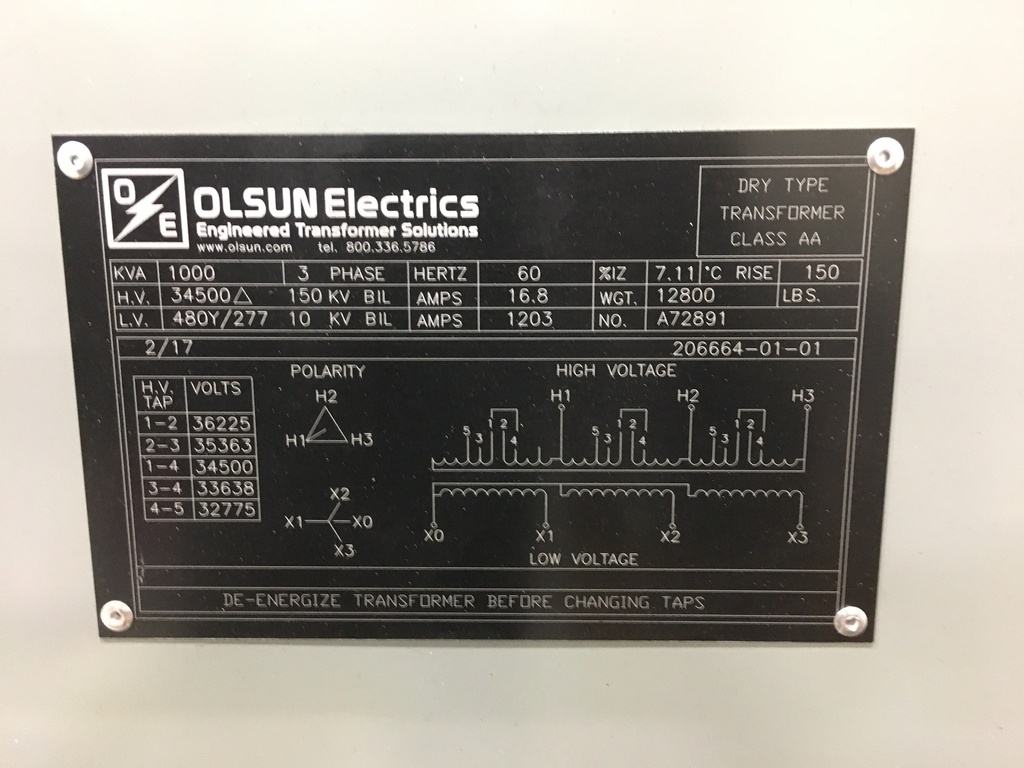 O E
OLSUN Electrics
Engineered Transformer Solutions
www.olsun.com tel. 800.336.5786
DRY TYPE
TRANSFORMER
CLASS AA
KVA 1000 3 PHASE HERTZ 60 %IZ 7.11 °C RISE 150
H.V. 34500△ 150 KV BIL AMPS 16.8 WGT. 12800 LBS.
L.V. 480Y/277 10 KV BIL AMPS 1203 NO. A72891
2/17 206664-01-01
H.V. TAP VOLTS
1-2 36225
2-3 35363
1-4 34500
3-4 33638
4-5 32775
POLARITY
H2
H1 H3
X2
X1 X0
X3
HIGH VOLTAGE
H1 H2 H3
5 3 1 2 4 5 3 1 2 4 5 3 1 2 4
X0 X1 X2 X3
LOW VOLTAGE
DE-ENERGIZE TRANSFORMER BEFORE CHANGING TAPS